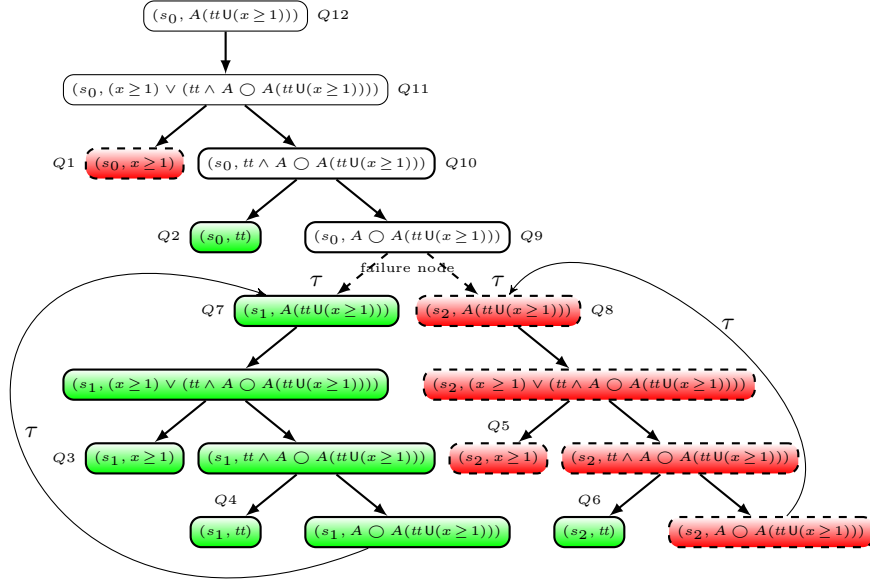 (s₀, A(tt U(x ≥ 1))) Q12
(s₀, (x ≥ 1) ∨ (tt ∧ A ◯ A(tt U(x ≥ 1)))) Q11
Q1 (s₀, x ≥ 1) (s₀, tt ∧ A ◯ A(tt U(x ≥ 1))) Q10
Q2 (s₀, tt) (s₀, A ◯ A(tt U(x ≥ 1))) Q9
failure node
τ τ
Q7 (s₁, A(tt U(x ≥ 1))) (s₂, A(tt U(x ≥ 1))) Q8
τ
(s₁, (x ≥ 1) ∨ (tt ∧ A ◯ A(tt U(x ≥ 1)))) (s₂, (x ≥ 1) ∨ (tt ∧ A ◯ A(tt U(x ≥ 1))))
τ Q5
Q3 (s₁, x ≥ 1) (s₁, tt ∧ A ◯ A(tt U(x ≥ 1))) (s₂, x ≥ 1) (s₂, tt ∧ A ◯ A(tt U(x ≥ 1)))
Q4 Q6
(s₁, tt) (s₁, A ◯ A(tt U(x ≥ 1))) (s₂, tt) (s₂, A ◯ A(tt U(x ≥ 1)))